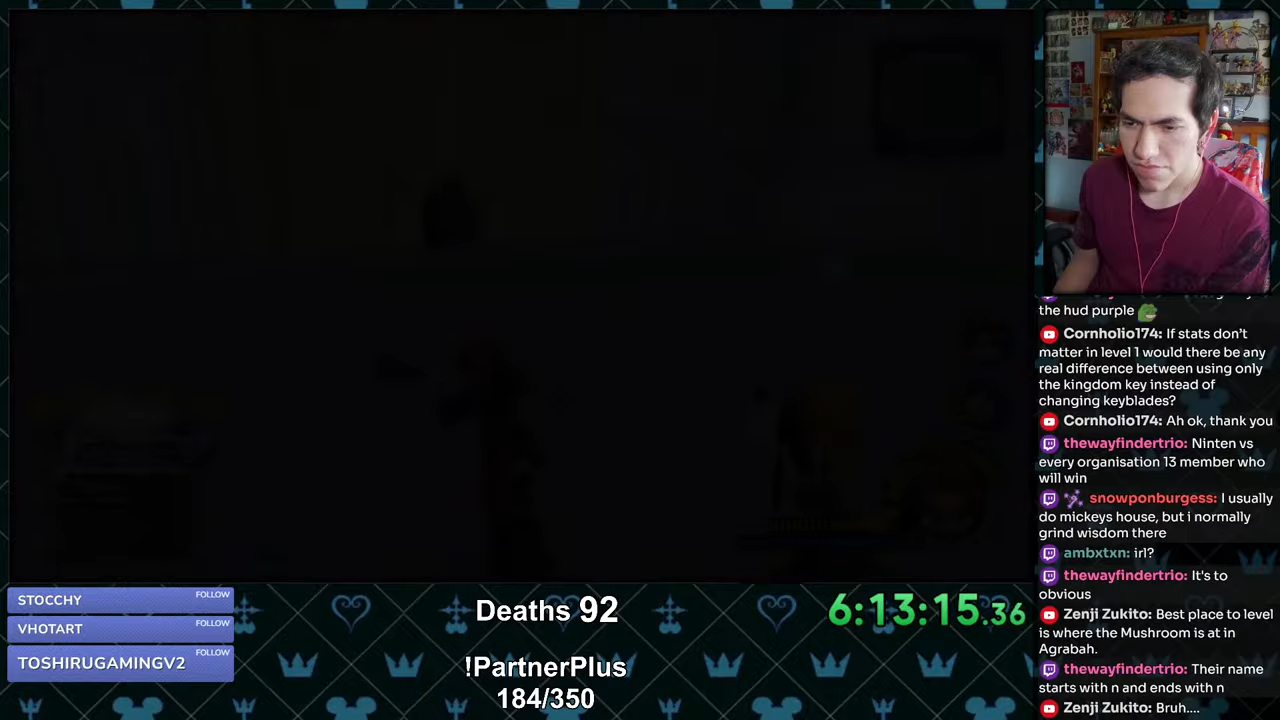 the hud purple
Cornholio174: If stats don't
matter in level 1 would there be any
real difference between using only
the kingdom key instead of
changing keyblades?
Cornholio174: Ah ok, thank you
thewayfindertrio: Ninten vs
every organisation 13 member who
will win
snowponburgess: I usually
do mickeys house, but i normally
grind wisdom there
ambxtxn: irl?
thewayfindertrio: It's to
obvious
Zenji Zukito: Best place to level
is where the Mushroom is at in
Agrabah.
thewayfindertrio: Their name
starts with n and ends with n
Zenji Zukito: Bruh....
STOCCHY FOLLOW
VHOTART FOLLOW
TOSHIRUGAMINGV2 FOLLOW
Deaths 92
!PartnerPlus
184/350
6:13:15.36